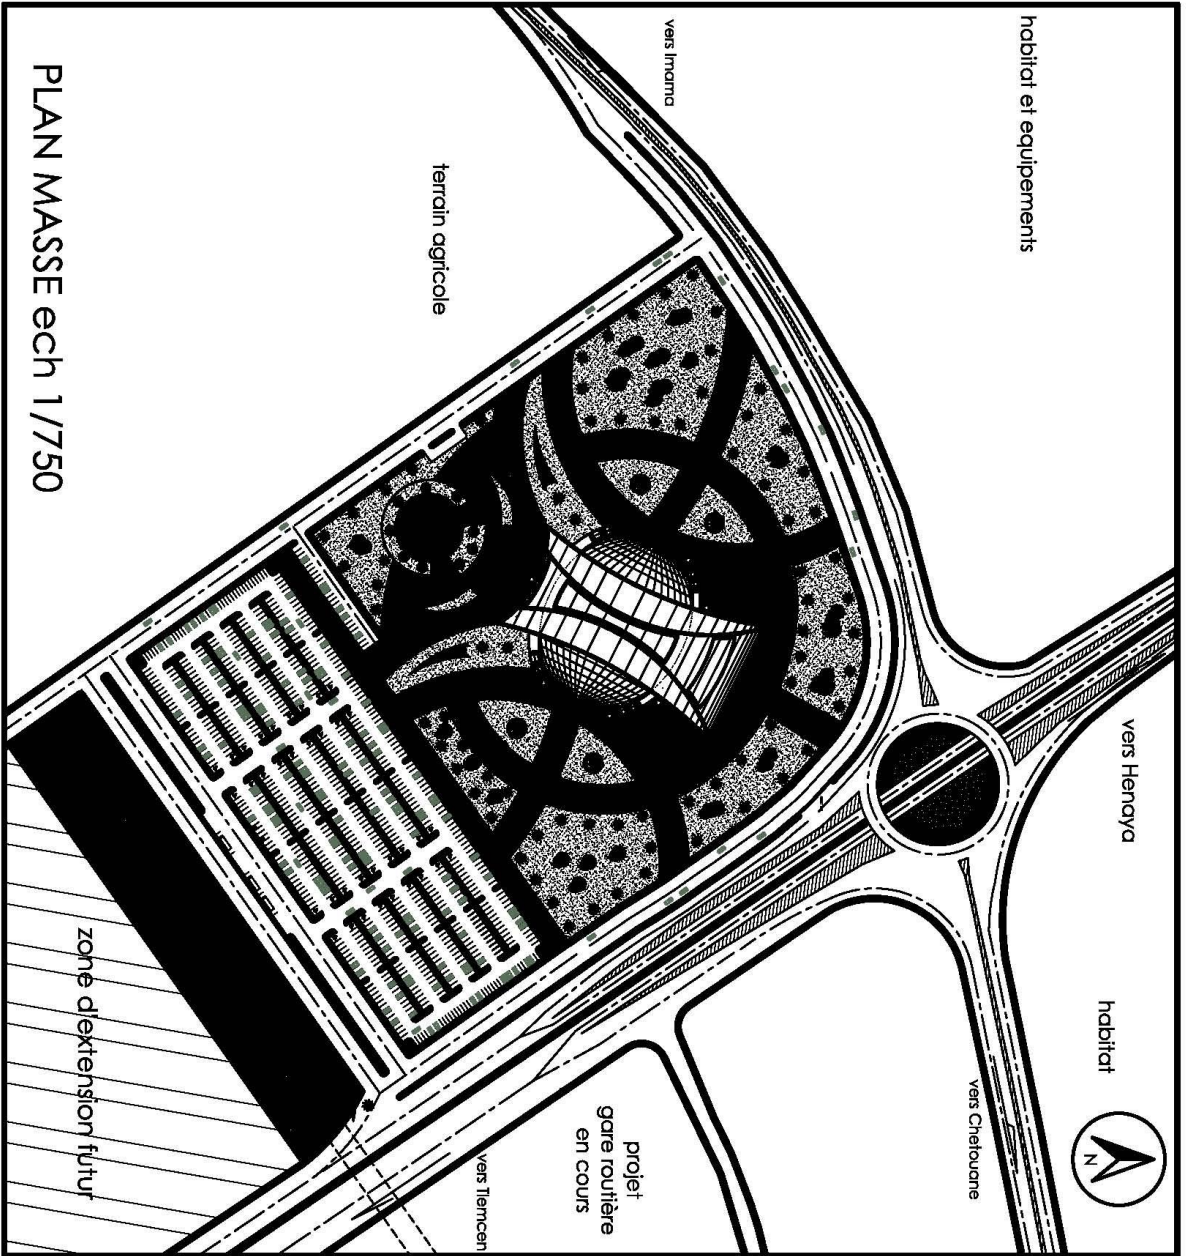 habitat et equipements
vers Imama
terrain agricole
PLAN MASSE ech 1/750
vers Henaya
habitat
vers Chetouane
N
projet
gare routière
en cours
vers Tlemcen
zone d'extension futur